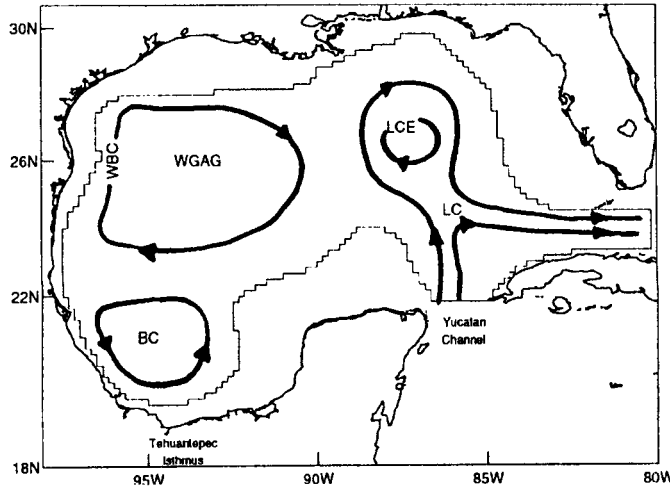 30N
LCE
WBC
WGAG
26N
LC
22N
BC
Yucatan
Channel
Tehuantepec
Isthmus
18N
95W
90W
85W
80W